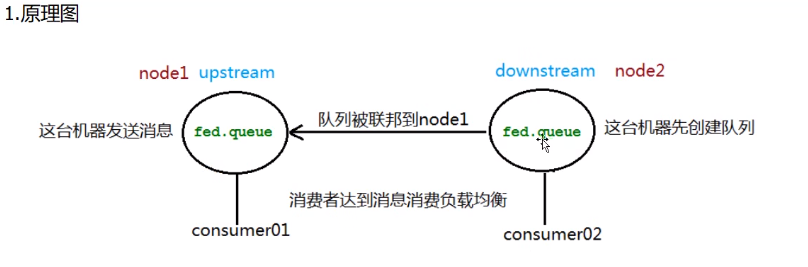 1.原理图
node1 upstream
downstream node2
这台机器发送消息
fed.queue
队列被联邦到node1
fed.queue
这台机器先创建队列
消费者达到消息消费负载均衡
consumer01
consumer02